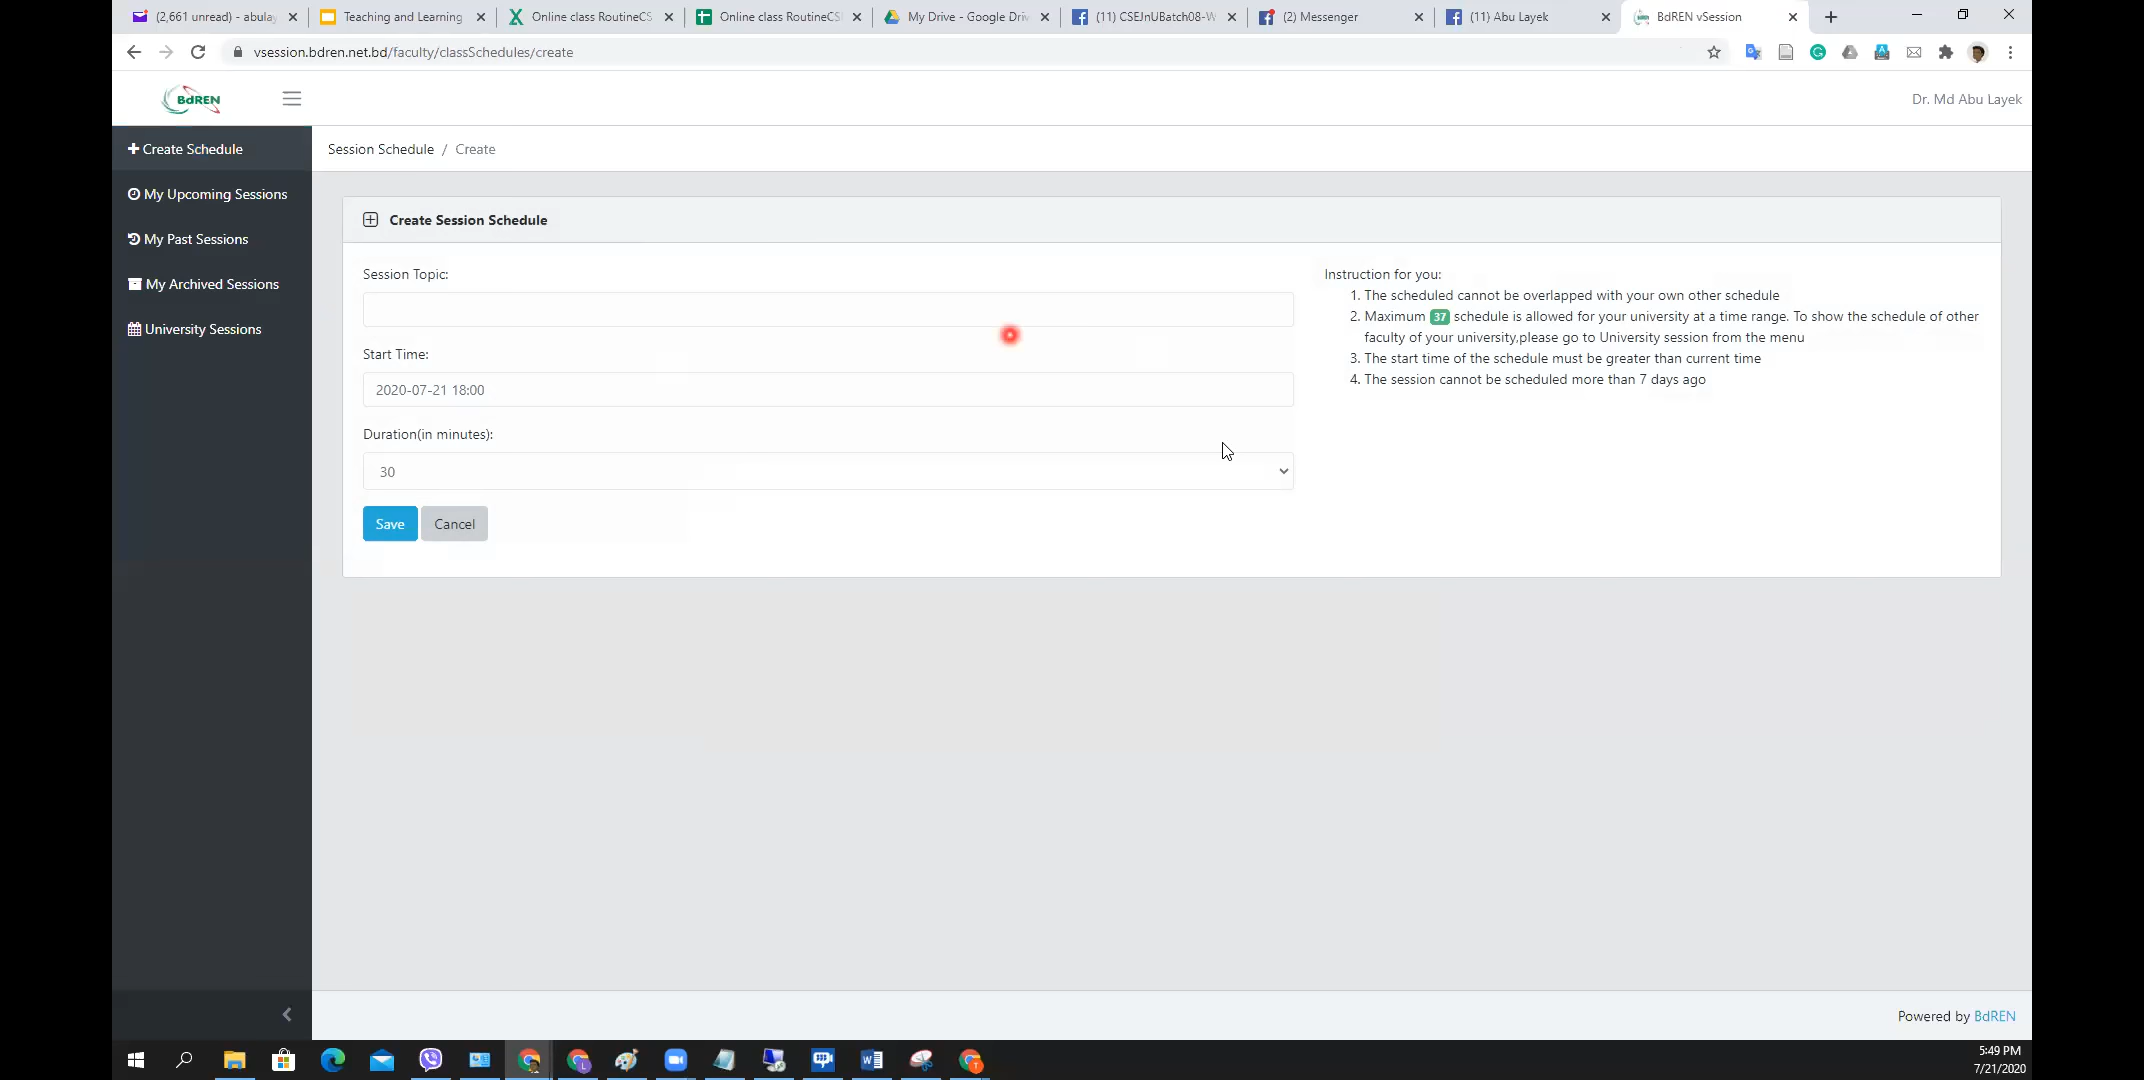 (2,661 unread) - abulay
Teaching and Learning
Online class RoutineCS
Online class RoutineCS
My Drive - Google Driv
(11) CSEJnUBatch08-W
(2) Messenger
(11) Abu Layek
BdREN vSession
vsession.bdren.net.bd/faculty/classSchedules/create
BdREN
Dr. Md Abu Layek
Create Schedule
My Upcoming Sessions
My Past Sessions
My Archived Sessions
University Sessions
Session Schedule / Create
Create Session Schedule
Session Topic:
Start Time:
2020-07-21 18:00
Duration(in minutes):
30
Save
Cancel
Instruction for you:
1. The scheduled cannot be overlapped with your own other schedule
2. Maximum 37 schedule is allowed for your university at a time range. To show the schedule of other
faculty of your university,please go to University session from the menu
3. The start time of the schedule must be greater than current time
4. The session cannot be scheduled more than 7 days ago
Powered by BdREN
5:49 PM
7/21/2020